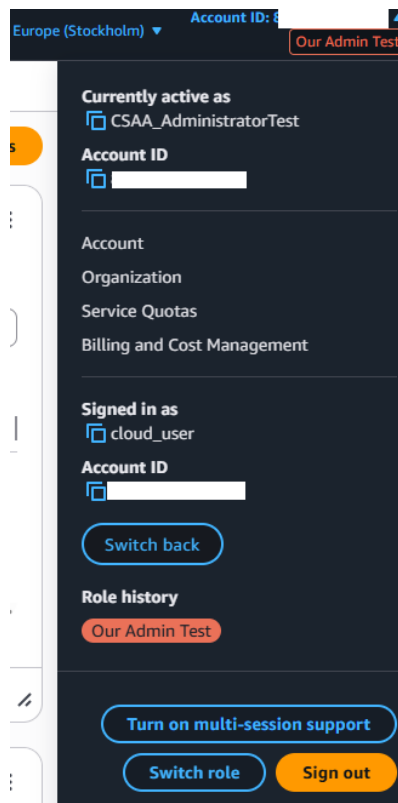 Account ID: 8
Europe (Stockholm)
Our Admin Test
Currently active as
CSAA_AdministratorTest
Account ID
s
Account
Organization
Service Quotas
Billing and Cost Management
Signed in as
cloud_user
Account ID
Switch back
Role history
Our Admin Test
Turn on multi-session support
Switch role
Sign out